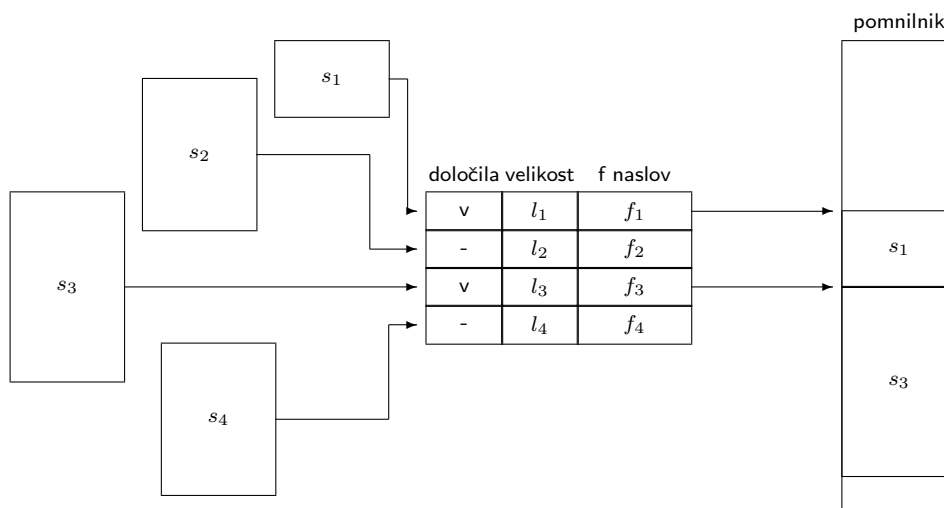 pomnilnik
s₁
s₂
s₃
s₄
določila velikost f naslov
v l₁ f₁
- l₂ f₂
v l₃ f₃
- l₄ f₄
s₁
s₃